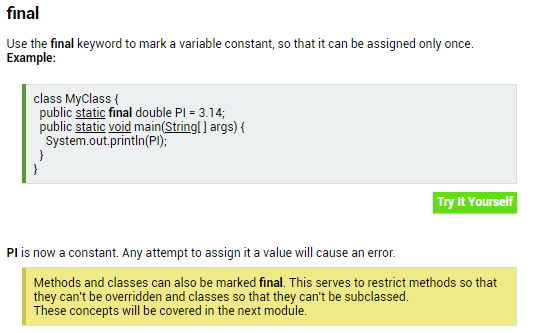 final
Use the final keyword to mark a variable constant, so that it can be assigned only once.
Example:
class MyClass {
public static final double PI = 3.14;
public static void main(String[ ] args) {
System.out.println(PI);
}
}
Try It Yourself
PI is now a constant. Any attempt to assign it a value will cause an error.
Methods and classes can also be marked final. This serves to restrict methods so that
they can't be overridden and classes so that they can't be subclassed.
These concepts will be covered in the next module.